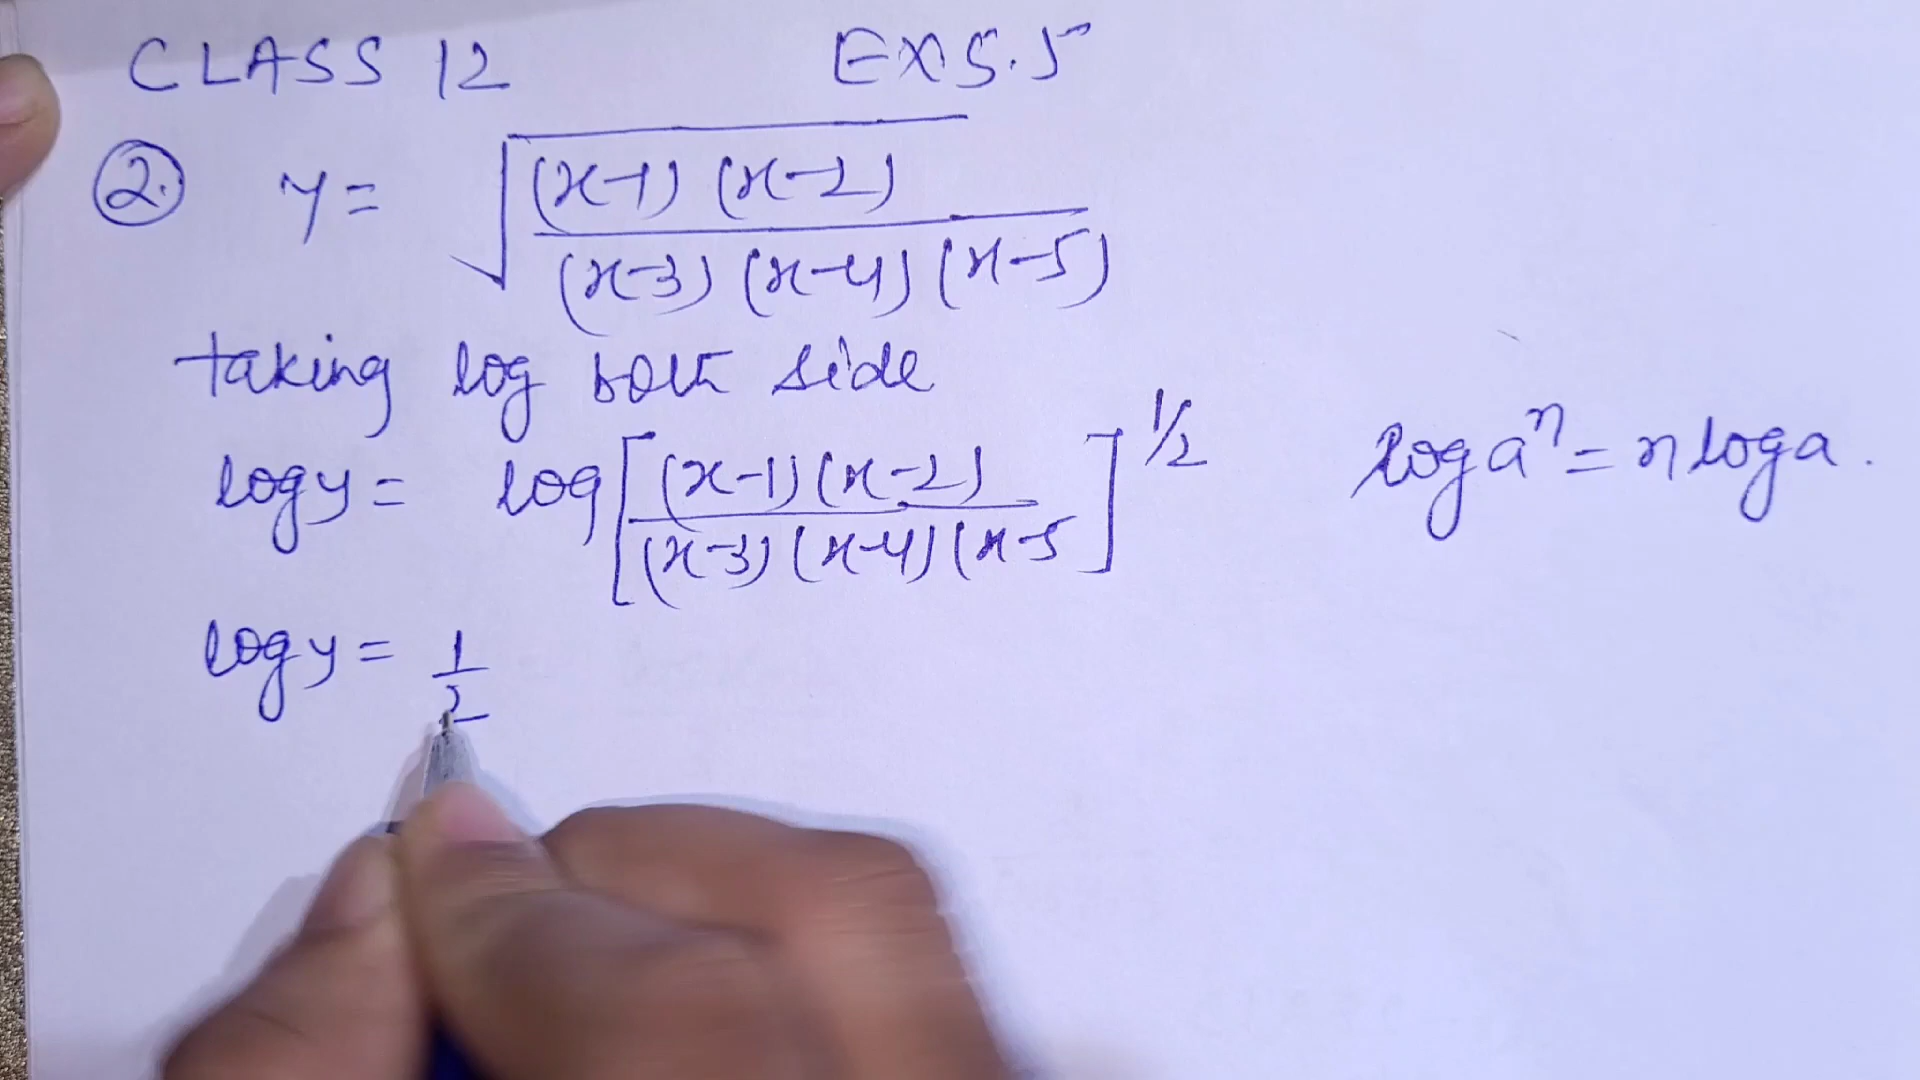 CLASS 12 EX 5.5
2. y = √((x-1)(x-2) / (x-3)(x-4)(x-5))
taking log both side
log y = log[(x-1)(x-2) / (x-3)(x-4)(x-5]^1/2 log a^n = n log a.
log y = 1/2